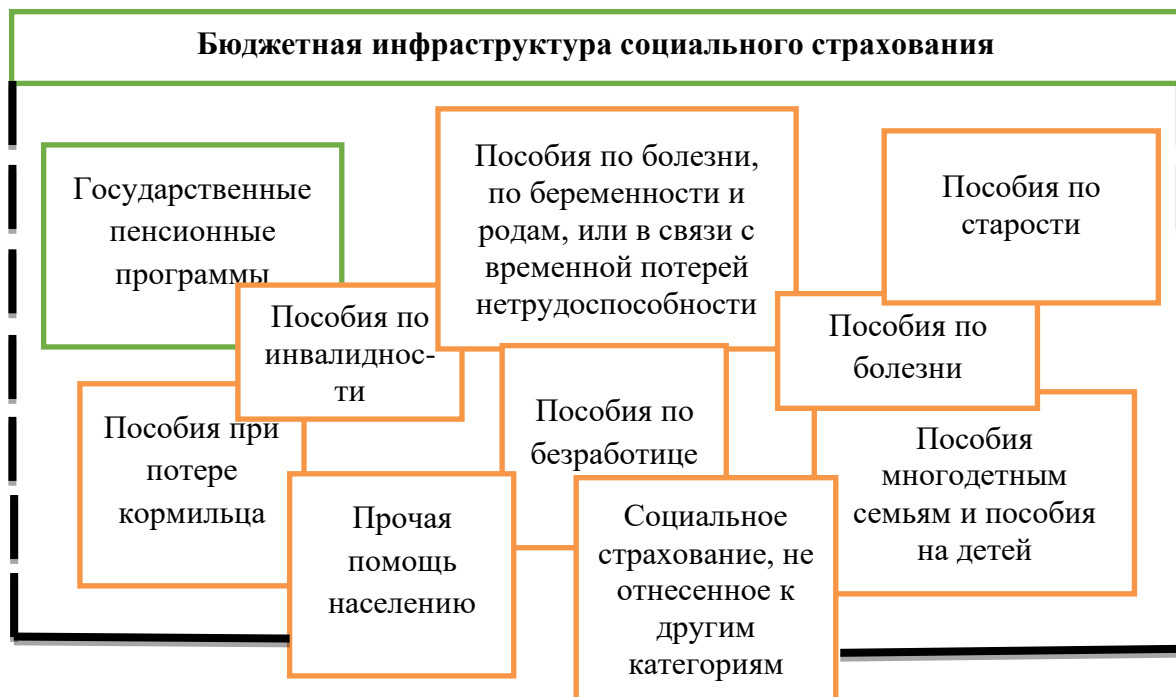 Бюджетная инфраструктура социального страхования
Государственные
пенсионные
программы
Пособия по болезни,
по беременности и
родам, или в связи с
временной потерей
нетрудоспособности
Пособия по
старости
Пособия по
инвалиднос-
ти
Пособия по
болезни
Пособия при
потере
кормильца
Пособия по
безработице
Пособия
многодетным
семьям и пособия
на детей
Прочая
помощь
населению
Социальное
страхование, не
отнесенное к
другим
категориям